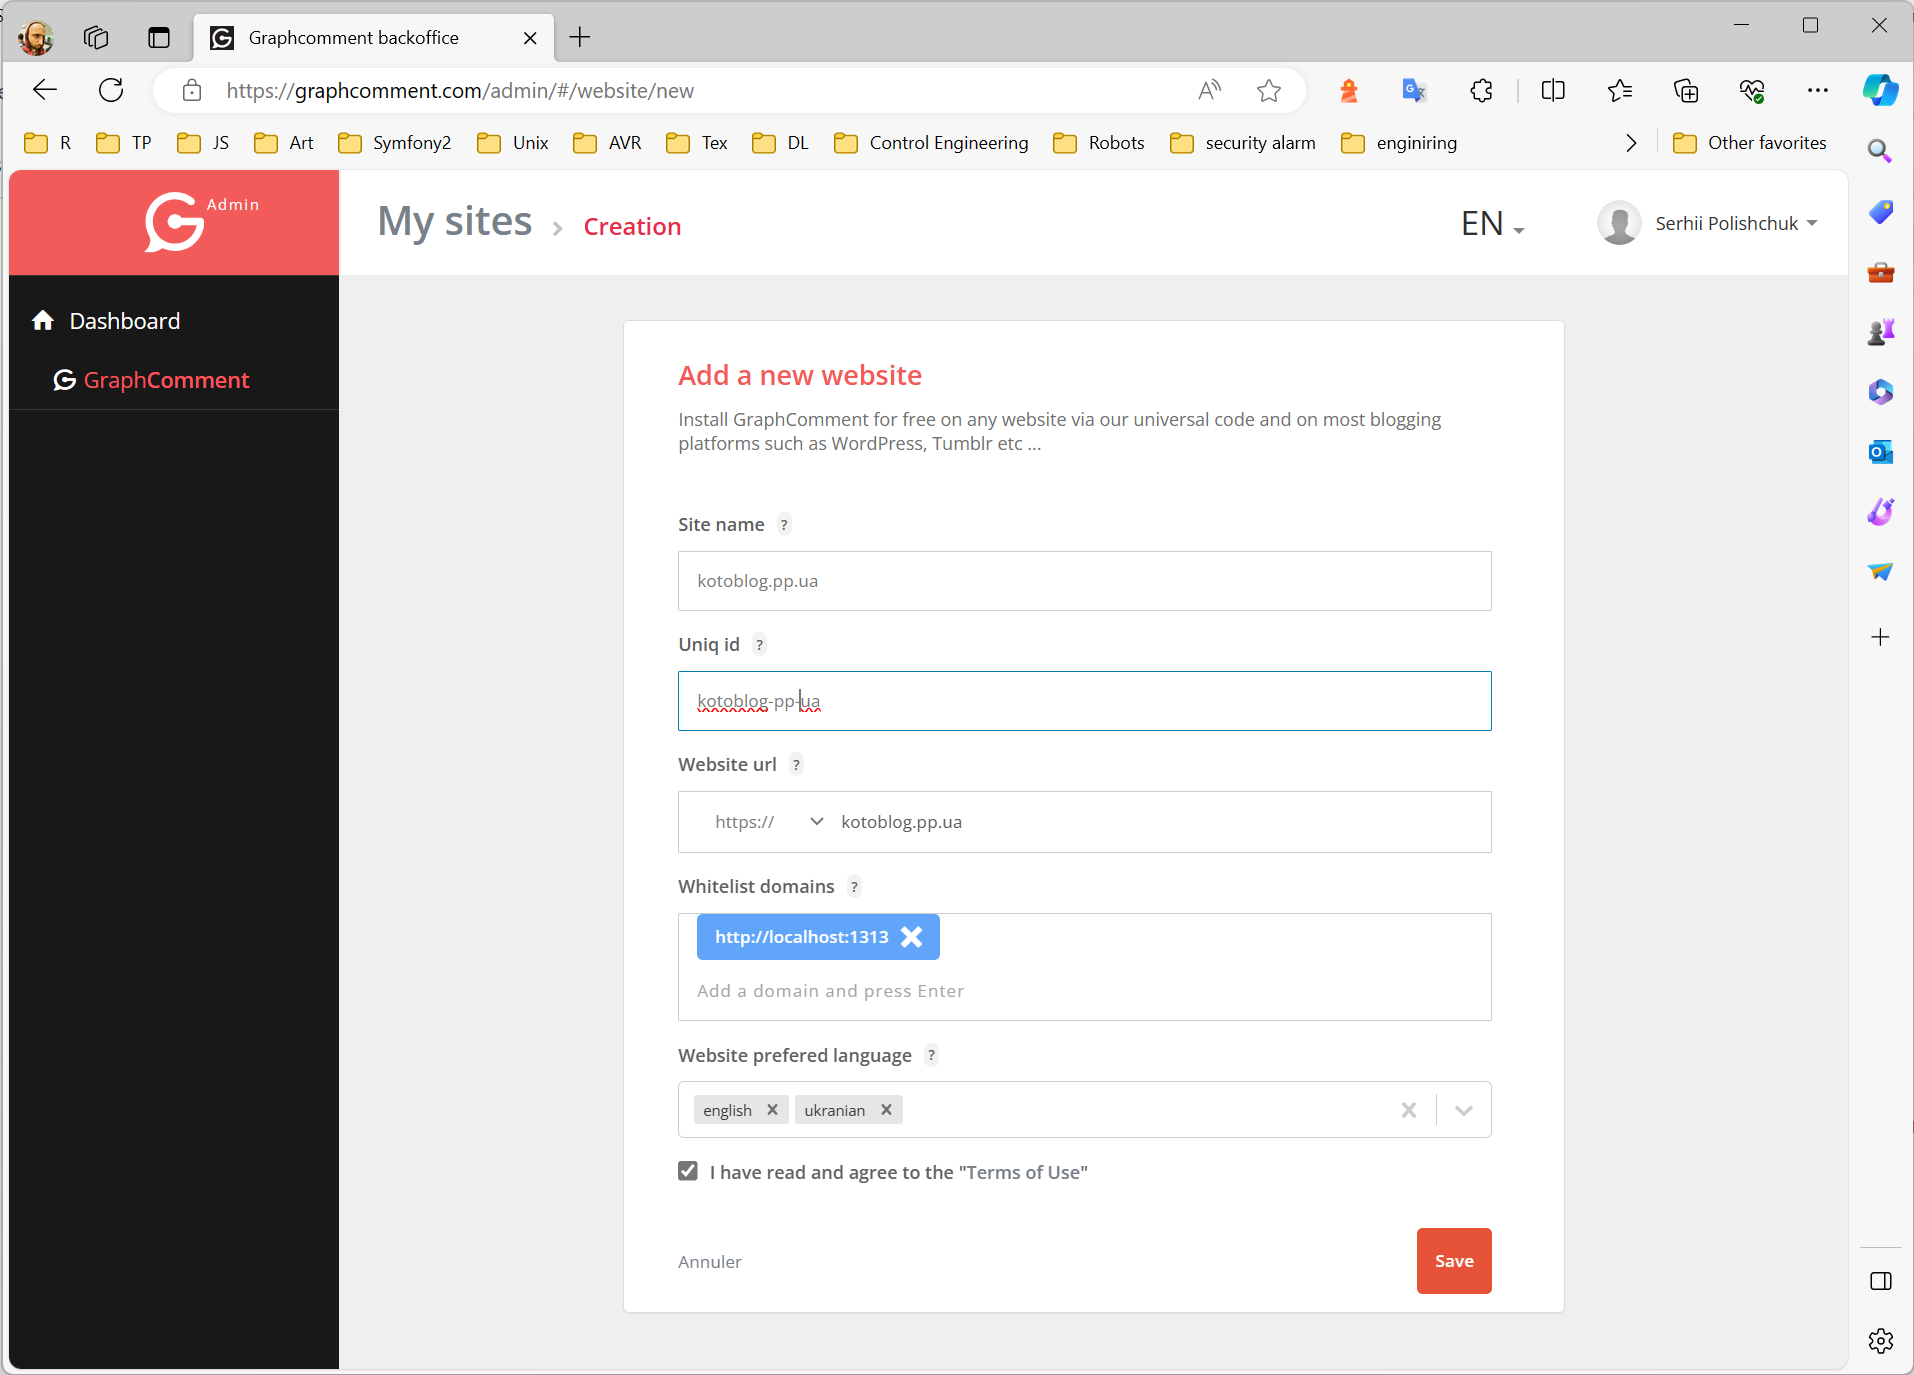 Graphcomment backoffice
https://graphcomment.com/admin/#/website/new
R TP JS Art Symfony2 Unix AVR Tex DL Control Engineering Robots security alarm enginiring Other favorites
Admin
My sites › Creation
EN
Serhii Polishchuk
Dashboard
GraphComment
Add a new website
Install GraphComment for free on any website via our universal code and on most blogging
platforms such as WordPress, Tumblr etc ...
Site name ?
kotoblog.pp.ua
Uniq id ?
kotoblog-pp-ua
Website url ?
https:// kotoblog.pp.ua
Whitelist domains ?
http://localhost:1313
Add a domain and press Enter
Website prefered language ?
english ukranian
I have read and agree to the "Terms of Use"
Annuler
Save